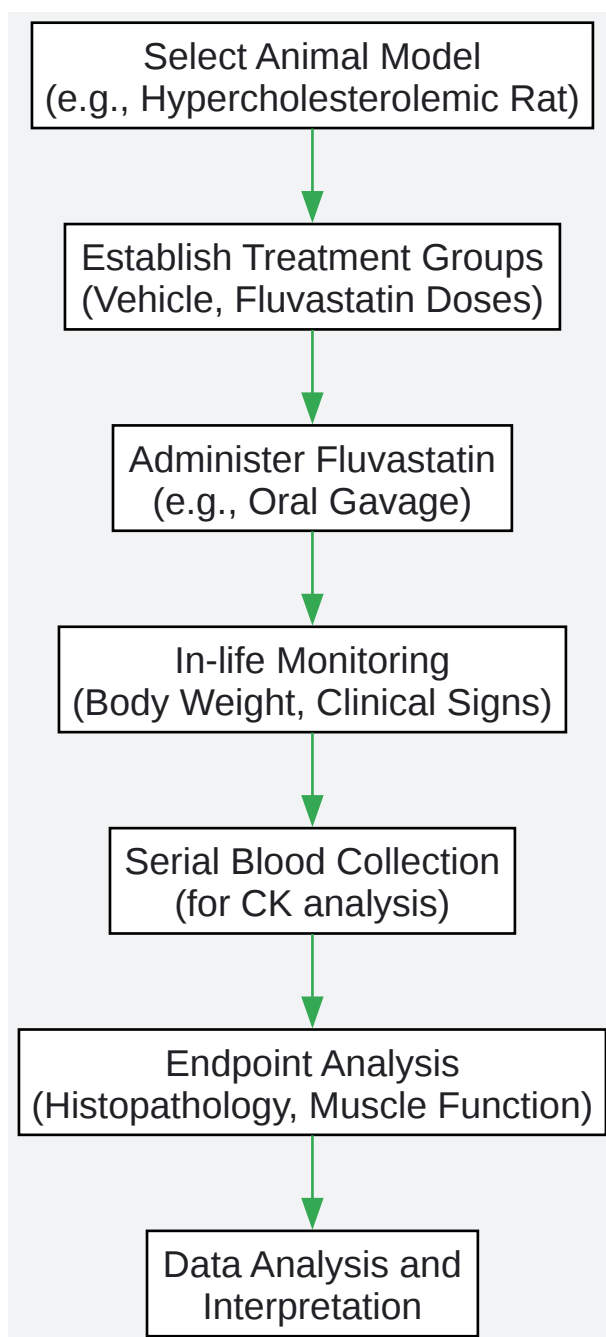 Select Animal Model
(e.g., Hypercholesterolemic Rat)
Establish Treatment Groups
(Vehicle, Fluvastatin Doses)
Administer Fluvastatin
(e.g., Oral Gavage)
In-life Monitoring
(Body Weight, Clinical Signs)
Serial Blood Collection
(for CK analysis)
Endpoint Analysis
(Histopathology, Muscle Function)
Data Analysis and
Interpretation